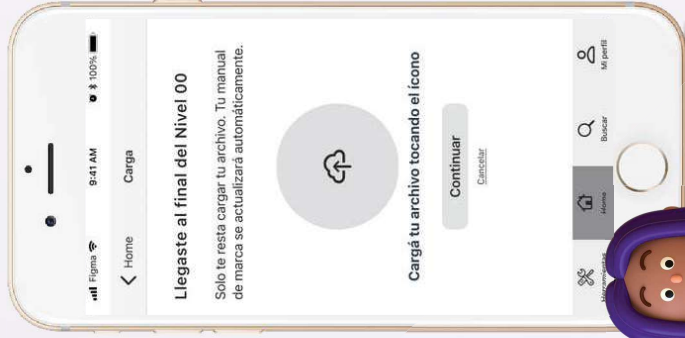 Figma 9:41 AM 100%
Home Carga
Llegaste al final del Nivel 00
Solo te resta cargar tu archivo. Tu manual
de marca se actualizará automáticamente.
Cargá tu archivo tocando el ícono
Continuar
Cancelar
Herramientas Home Buscar Mi perfil